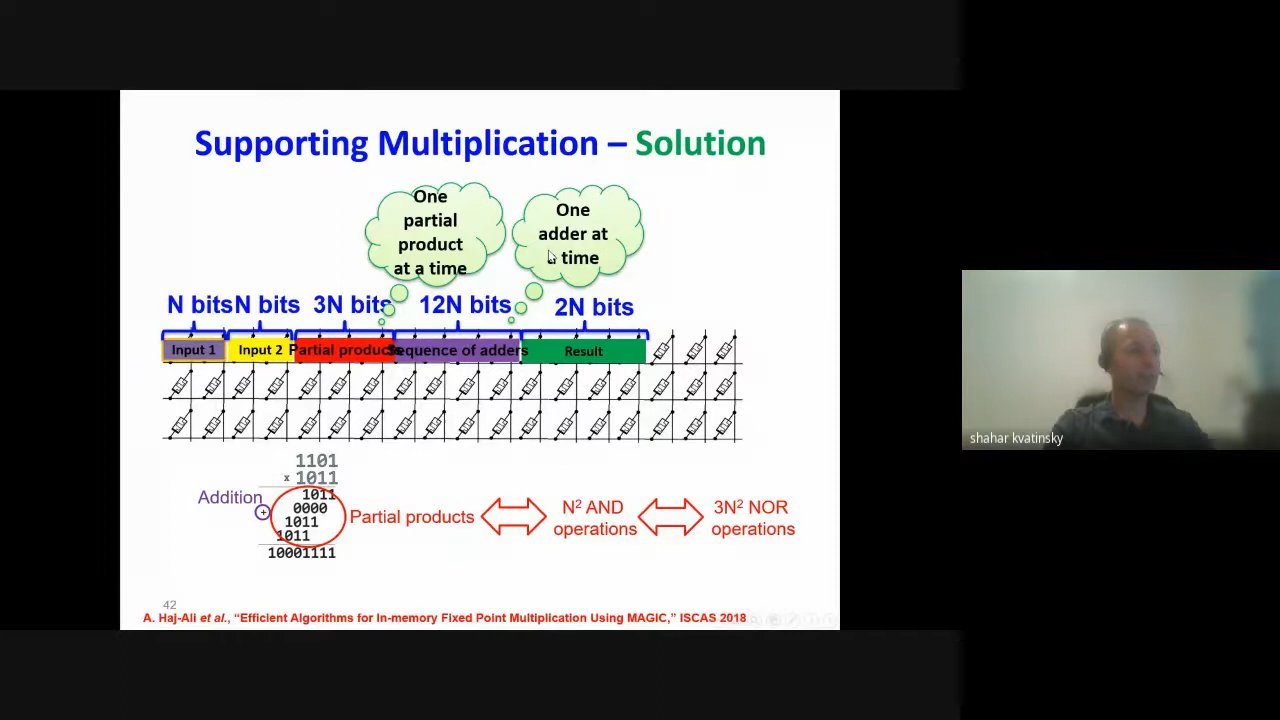 Supporting Multiplication – Solution
One
partial
product
at a time
One
adder at
a time
N bits N bits 3N bits 12N bits 2N bits
Input 1 Input 2 Partial products Sequence of adders Result
1101
x 1011
Addition
+
1011
0000
1011
1011
10001111
Partial products
N² AND
operations
3N² NOR
operations
42
A. Haj-Ali et al., “Efficient Algorithms for In-memory Fixed Point Multiplication Using MAGIC,” ISCAS 2018
shahar kvatinsky